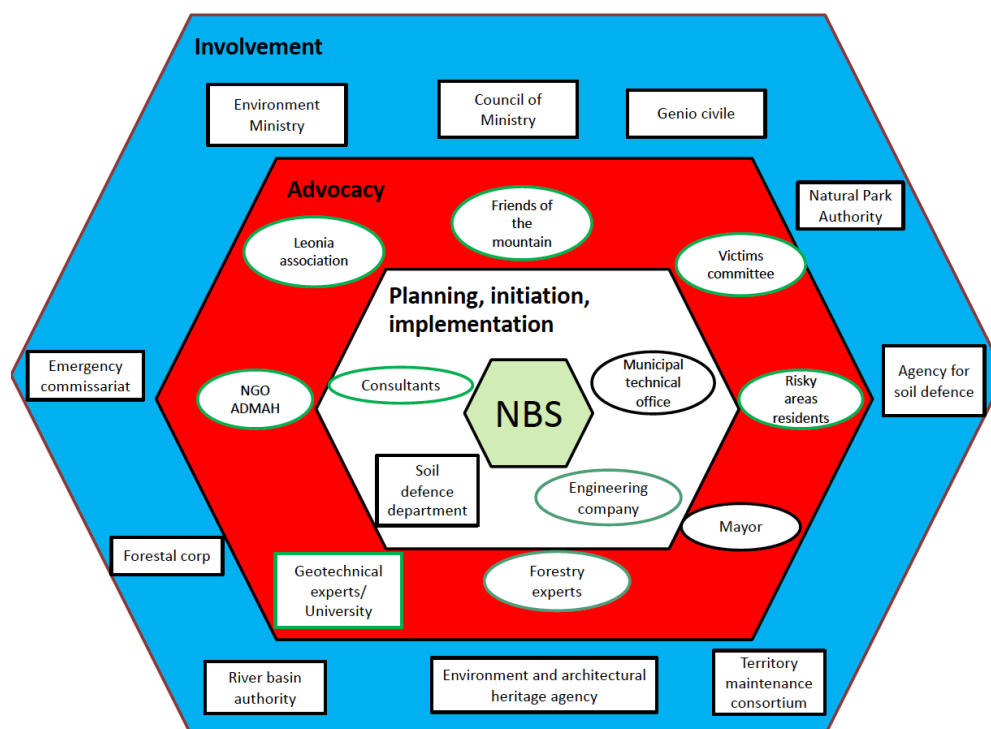 Involvement
Environment
Ministry
Council of
Ministry
Genio civile
Natural Park
Authority
Advocacy
Friends of
the
mountain
Leonia
association
Victims
committee
Planning, initiation,
implementation
Emergency
commissariat
NGO
ADMAH
Consultants
NBS
Municipal
technical
office
Risky
areas
residents
Agency for
soil defence
Soil
defence
department
Engineering
company
Mayor
Forestal corp
Geotechnical
experts/
University
Forestry
experts
River basin
authority
Environment and architectural
heritage agency
Territory
maintenance
consortium